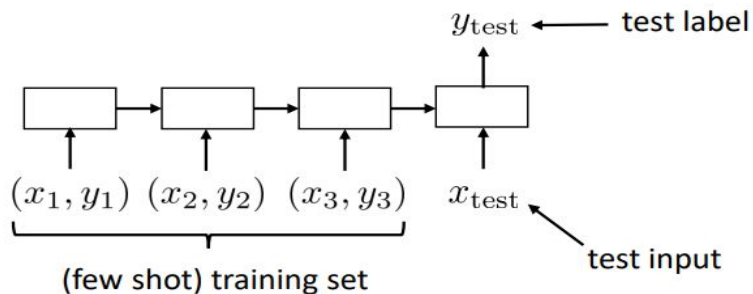 y_test test label
(x_1, y_1) (x_2, y_2) (x_3, y_3) x_test
test input
(few shot) training set